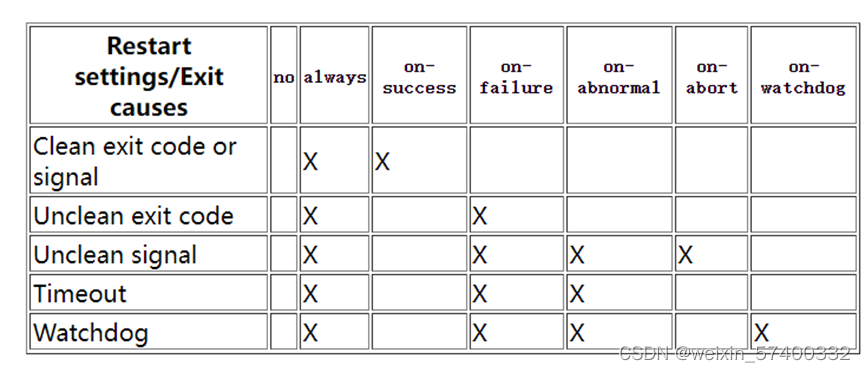 Restart settings/Exit causes no always on-success on-failure on-abnormal on-abort on-watchdog
Clean exit code or signal X X
Unclean exit code X X
Unclean signal X X X X
Timeout X X X
Watchdog X X X X
CSDN @weixin_57400332